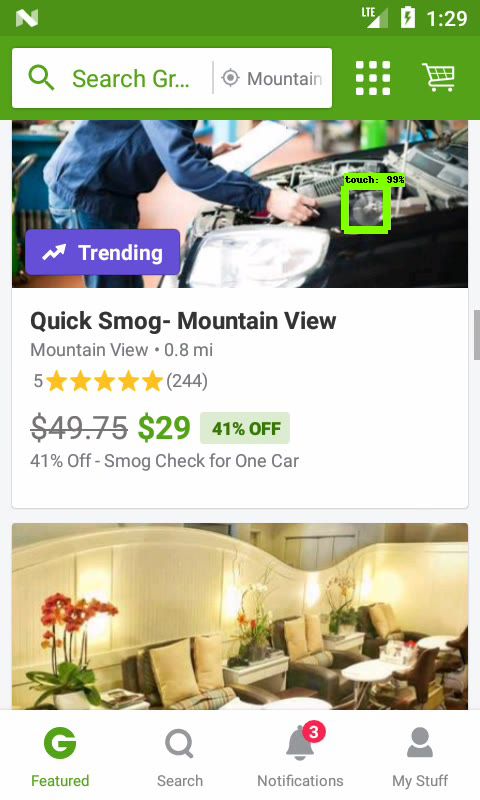 LTE 1:29
Search Gr... Mountain
touch: 99%
Trending
Quick Smog- Mountain View
Mountain View • 0.8 mi
5 (244)
$49.75 $29 41% OFF
41% Off - Smog Check for One Car
3
Featured Search Notifications My Stuff